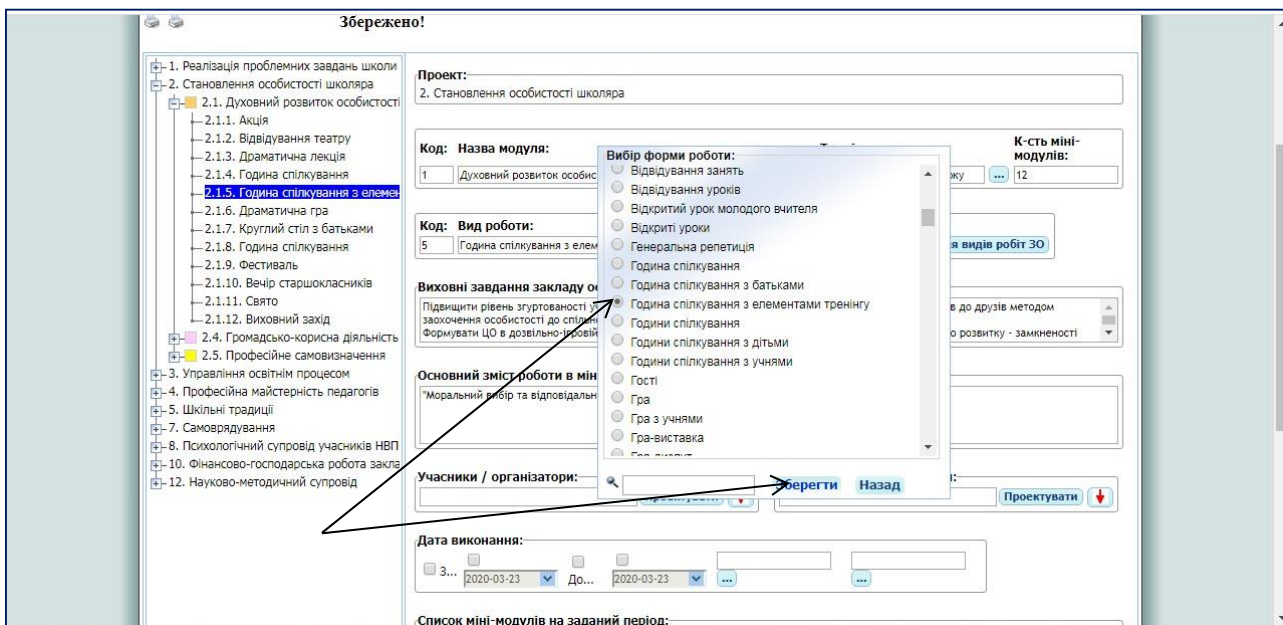 Збережено!
1. Реалізація проблемних завдань школи
2. Становлення особистості школяра
2.1. Духовний розвиток особистості
2.1.1. Акція
2.1.2. Відвідування театру
2.1.3. Драматична лекція
2.1.4. Година спілкування
2.1.5. Година спілкування з елемен
2.1.6. Драматична гра
2.1.7. Круглий стіл з батьками
2.1.8. Година спілкування
2.1.9. Фестиваль
2.1.10. Вечір старшокласників
2.1.11. Свято
2.1.12. Виховний захід
2.4. Громадсько-корисна діяльність
2.5. Професійне самовизначення
3. Управління освітнім процесом
4. Професійна майстерність педагогів
5. Шкільні традиції
7. Самоврядування
8. Психологічний супровід учасників НВП
10. Фінансово-господарська робота закла
12. Науково-методичний супровід
Проект:
2. Становлення особистості школяра
Код: Назва модуля: К-сть міні-модулів:
1 Духовний розвиток особис ... 12
Код: Вид роботи:
5 Година спілкування з елем я видів робіт ЗО
Виховні завдання закладу о
Підвищити рівень згуртованості у в до друзів методом
заохочення особистості до спільн
Формувати ЦО в дозвільно-ігровій о розвитку - замкненості
Основний зміст роботи в мін
"Моральний вибір та відповідальн
Вибір форми роботи:
Відвідування занять
Відвідування уроків
Відкритий урок молодого вчителя
Відкриті уроки
Генеральна репетиція
Година спілкування
Година спілкування з батьками
Година спілкування з елементами тренінгу
Години спілкування
Години спілкування з дітьми
Години спілкування з учнями
Гості
Гра
Гра з учнями
Гра-виставка
Зберегти Назад
Учасники / організатори:
Проектувати
Дата виконання:
З... 2020-03-23 До... 2020-03-23 ... ...
Список міні-модулів на заданий період: